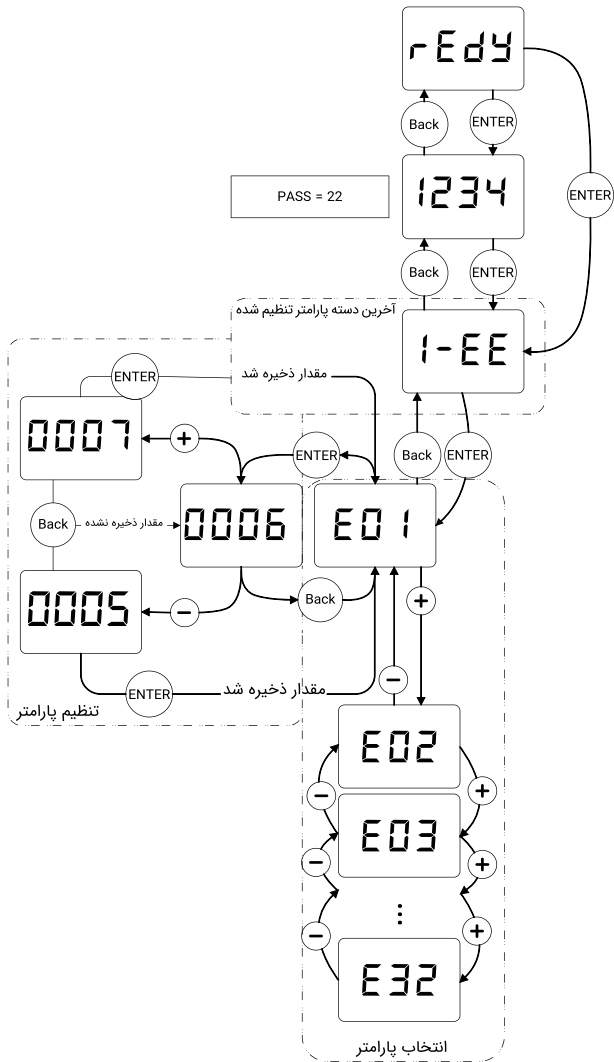 rEdy
Back
ENTER
ENTER
PASS = 22
1234
Back
ENTER
آخرین دسته پارامتر تنظیم شده
1-EE
ENTER
مقدار ذخیره شد
0007
+
ENTER
Back
ENTER
Back
مقدار ذخیره نشده
0006
E01
0005
−
Back
+
ENTER
مقدار ذخیره شد
−
تنظیم پارامتر
E02
−
+
E03
−
+
⋮
−
+
E32
انتخاب پارامتر